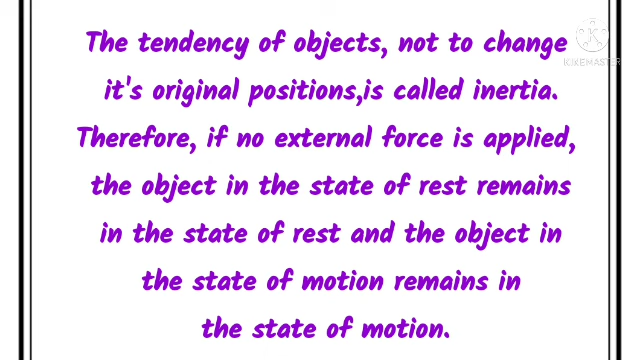 The tendency of objects, not to change
it's original positions,is called inertia.
Therefore, if no external force is applied,
the object in the state of rest remains
in the state of rest and the object in
the state of motion remains in
the state of motion.
KINEMASTER